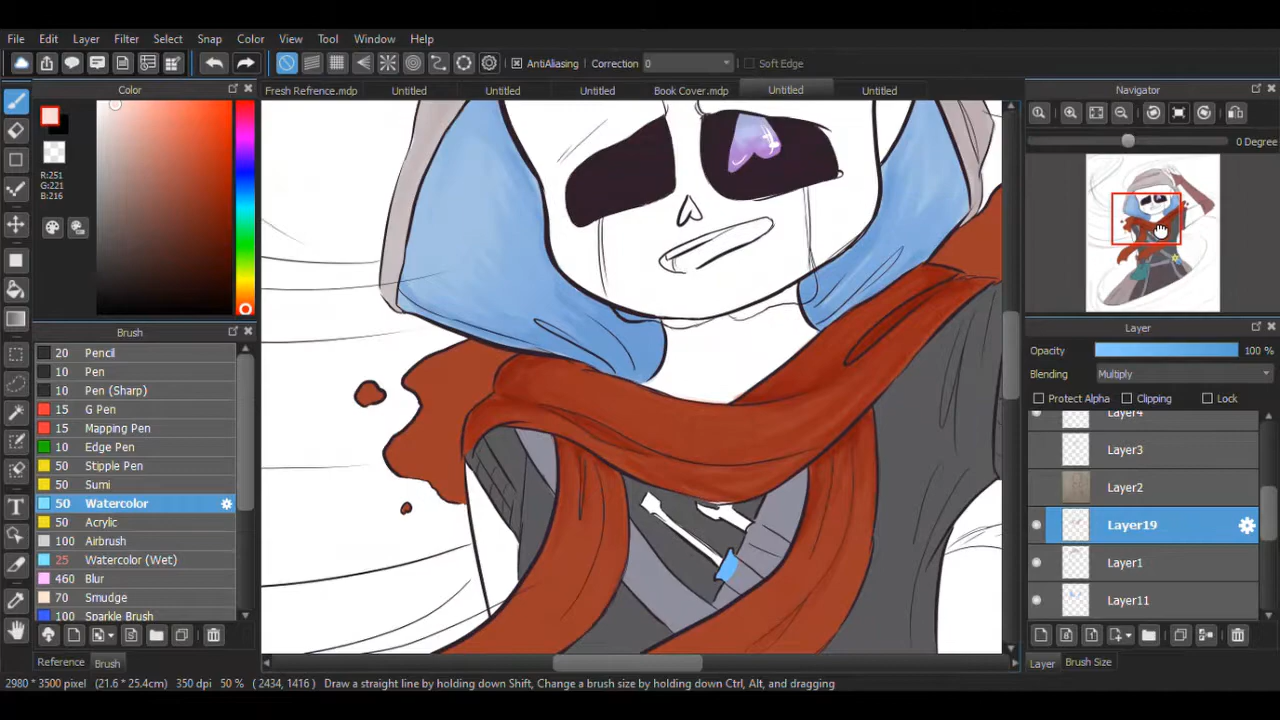 File Edit Layer Filter Select Snap Color View Tool Window Help
AntiAliasing Correction 0 Soft Edge
Color
Fresh Refrence.mdp Untitled Untitled Untitled Book Cover.mdp Untitled Untitled
Navigator
R:251
G:221
B:216
0 Degree
Brush
20 Pencil
10 Pen
10 Pen (Sharp)
15 G Pen
15 Mapping Pen
10 Edge Pen
50 Stipple Pen
50 Sumi
50 Watercolor
50 Acrylic
100 Airbrush
25 Watercolor (Wet)
460 Blur
70 Smudge
100 Sparkle Brush
Reference Brush
Layer
Opacity 100 %
Blending Multiply
Protect Alpha Clipping Lock
Layer4
Layer3
Layer2
Layer19
Layer1
Layer11
Layer Brush Size
2980 * 3500 pixel (21.6 * 25.4cm) 350 dpi 50 % ( 2434, 1416 ) Draw a straight line by holding down Shift, Change a brush size by holding down Ctrl, Alt, and dragging